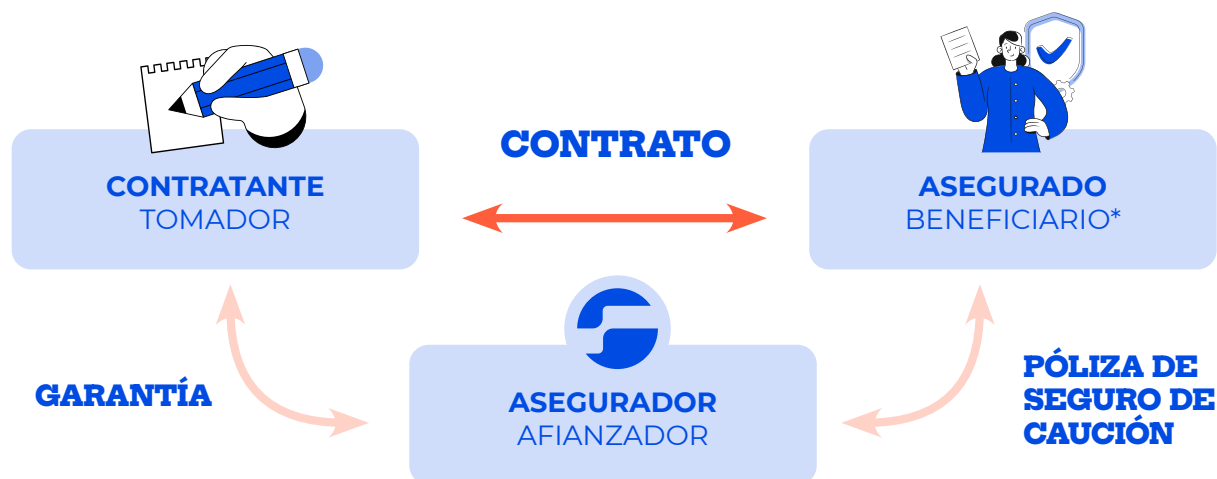 CONTRATO
CONTRATANTE
TOMADOR
ASEGURADO
BENEFICIARIO*
GARANTÍA
ASEGURADOR
AFIANZADOR
PÓLIZA DE
SEGURO DE
CAUCIÓN